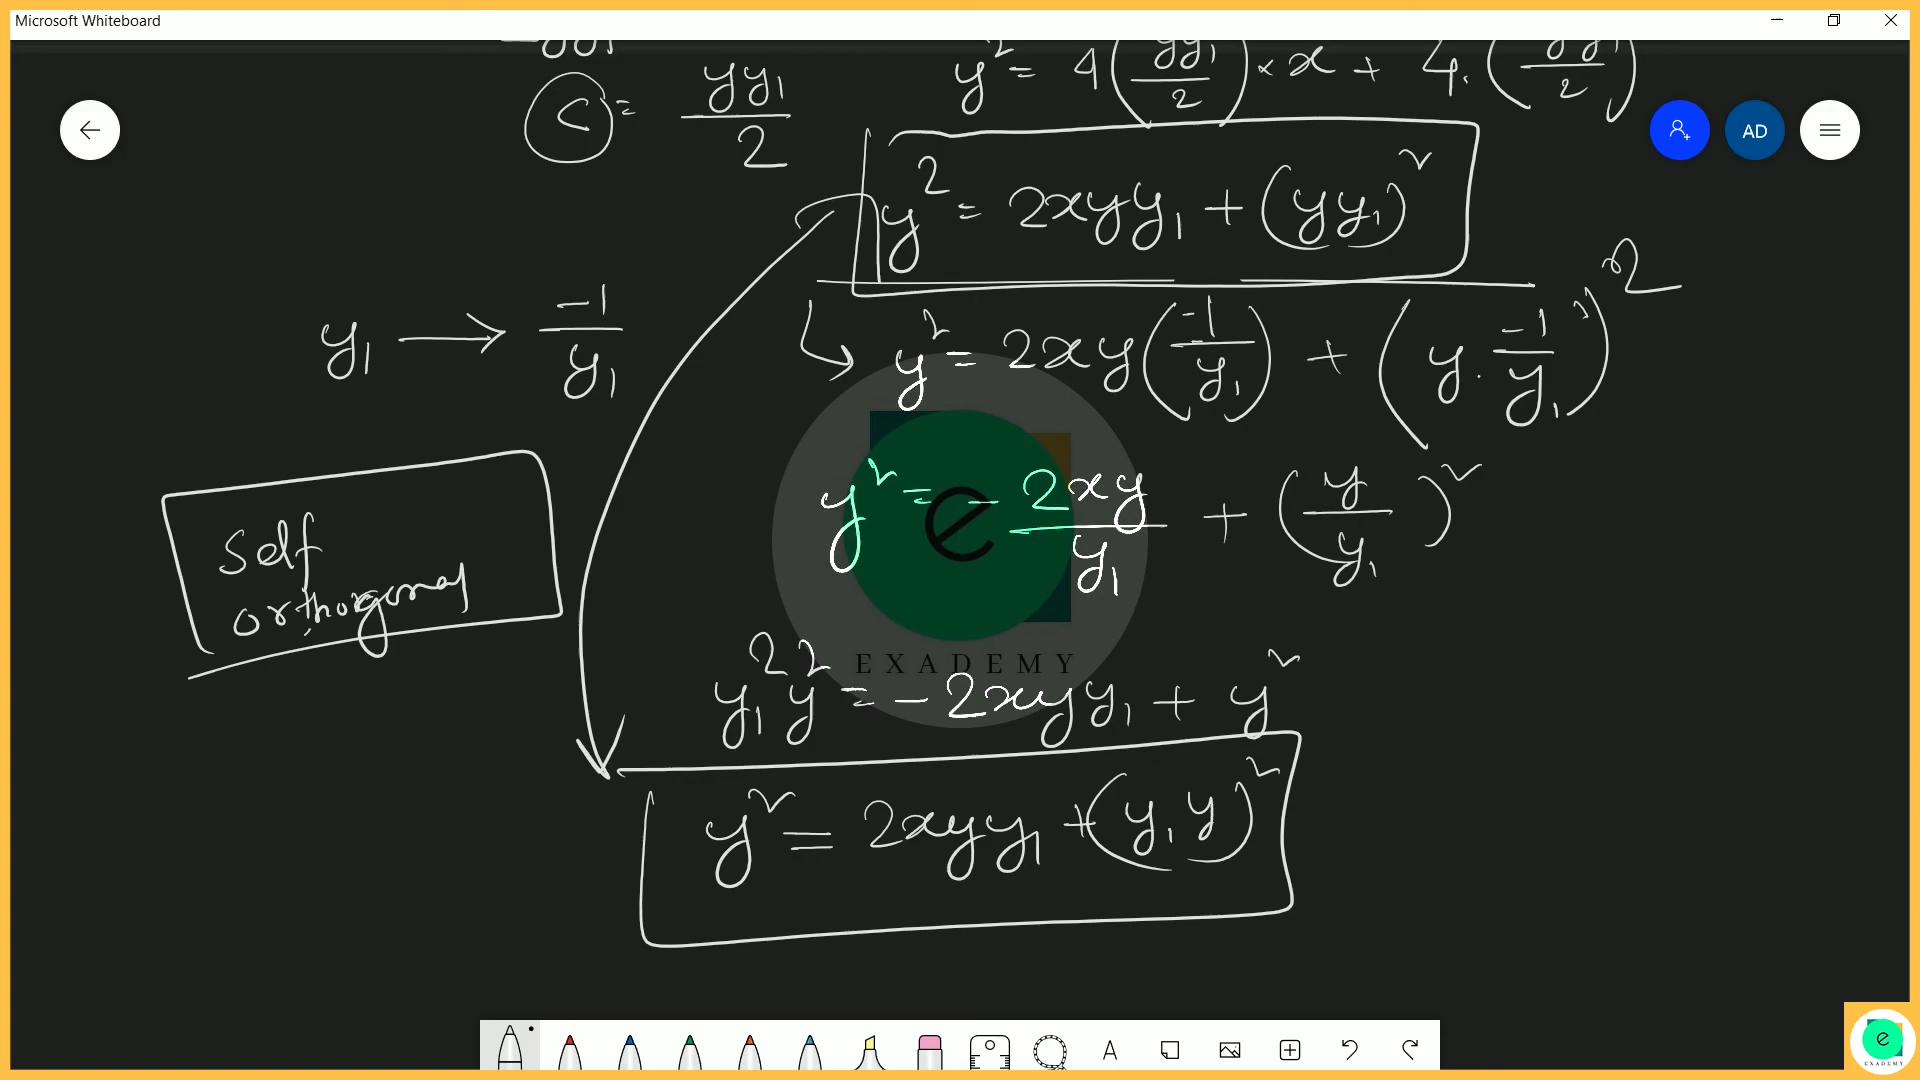 Microsoft Whiteboard
c = yy₁/2
y² = 4(yy₁/2) × x + 4·(yy₁/2)
AD
y² = 2xyy₁ + (yy₁)²
y₁ → -1/y₁
y² = 2xy(-1/y₁) + (y·-1/y₁)²
y² = -2xy/y₁ + (y/y₁)²
Self
orthogonal
EXADEMY
y₁²y² = -2xyy₁ + y²
y² = 2xyy₁ + (y₁y)²
A
e
EXADEMY